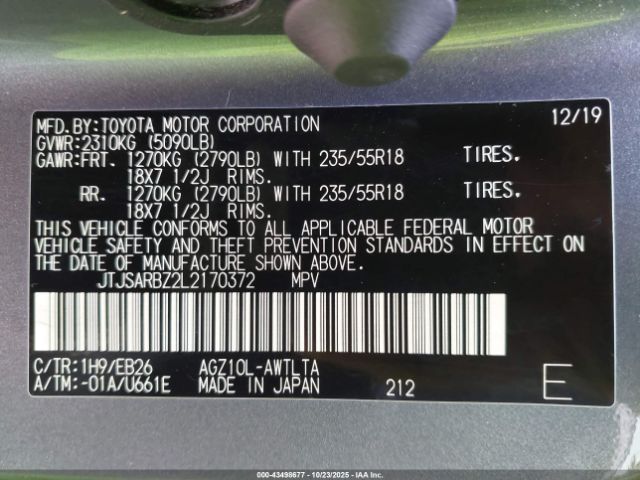 MFD.BY:TOYOTA MOTOR CORPORATION 12/19
GVWR:2310KG (5090LB)
GAWR:FRT. 1270KG (2790LB) WITH 235/55R18 TIRES.
18X7 1/2J RIMS.
RR. 1270KG (2790LB) WITH 235/55R18 TIRES.
18X7 1/2J RIMS.
THIS VEHICLE CONFORMS TO ALL APPLICABLE FEDERAL MOTOR
VEHICLE SAFETY AND THEFT PREVENTION STANDARDS IN EFFECT ON
THE DATE OF MANUFACTURE SHOWN ABOVE.
JTJSARBZ2L2170372 MPV
C/TR:1H9/EB26 AGZ10L-AWTLTA
A/TM:-01A/U661E MADE IN JAPAN 212 E
000-43498677 - 10/23/2025 - IAAI.com